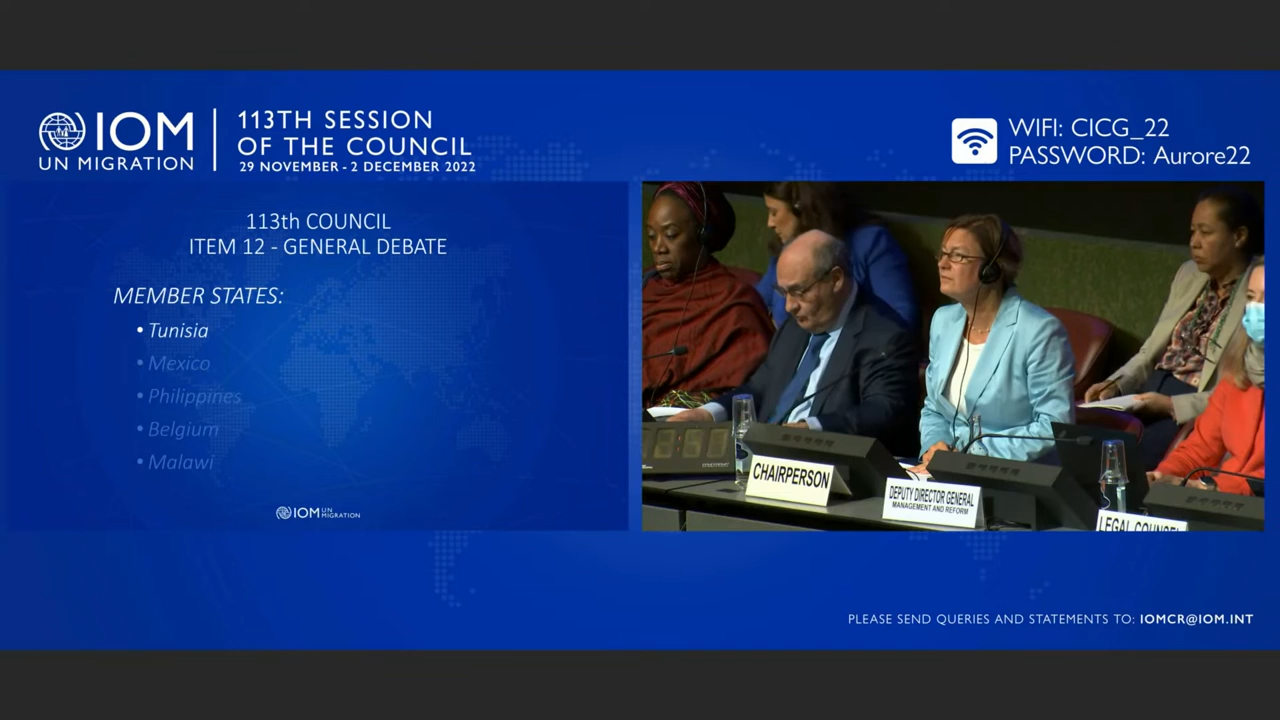 IOM
UN MIGRATION
113TH SESSION
OF THE COUNCIL
29 NOVEMBER - 2 DECEMBER 2022
WIFI: CICG_22
PASSWORD: Aurore22
113th COUNCIL
ITEM 12 - GENERAL DEBATE
MEMBER STATES:
• Tunisia
• Mexico
• Philippines
• Belgium
• Malawi
IOM UN MIGRATION
CHAIRPERSON
DEPUTY DIRECTOR GENERAL
MANAGEMENT AND REFORM
LEGAL COUNSEL
PLEASE SEND QUERIES AND STATEMENTS TO: IOMCR@IOM.INT